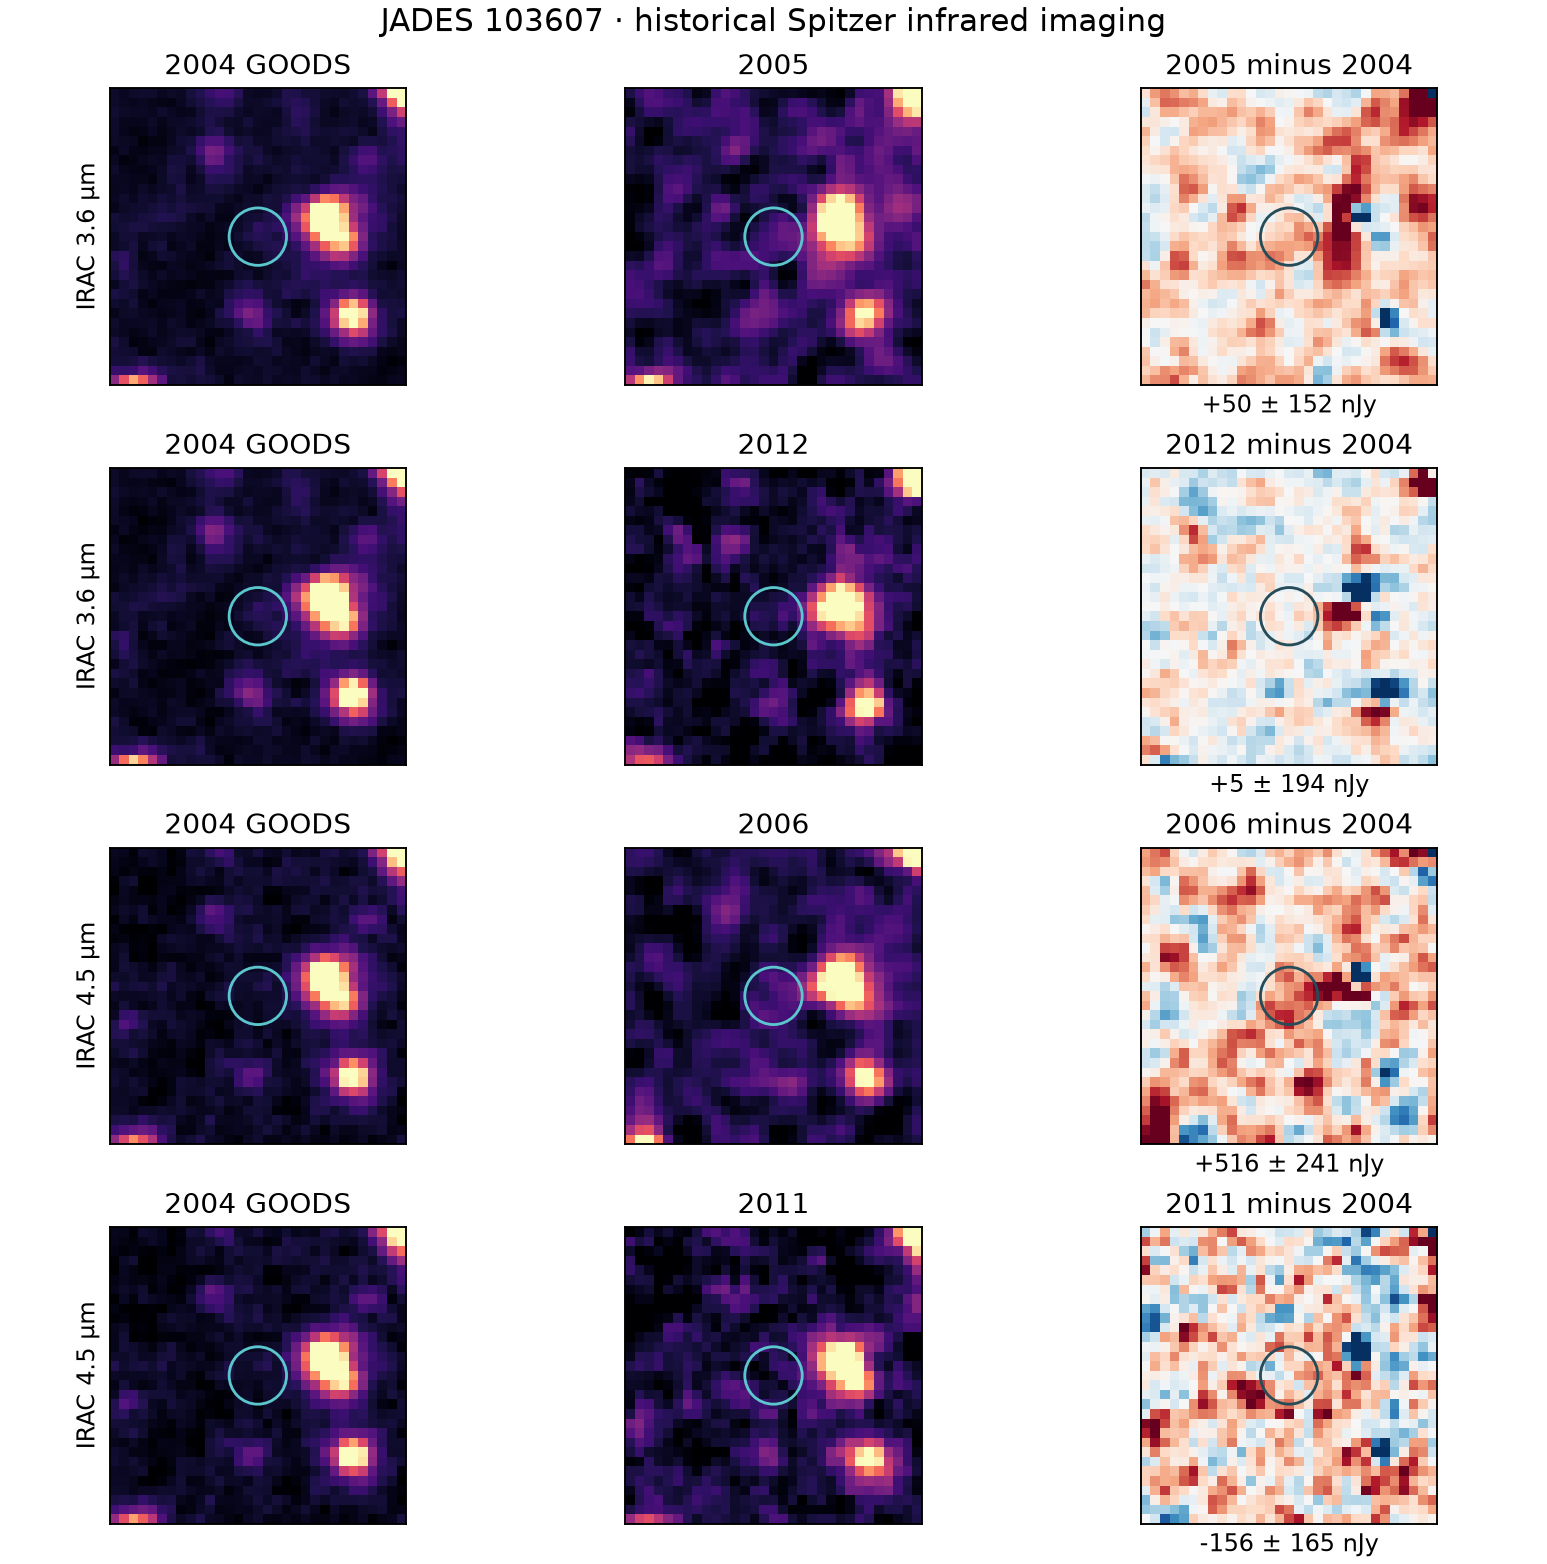 JADES 103607 · historical Spitzer infrared imaging
2004 GOODS
2005
2005 minus 2004
IRAC 3.6 µm
+50 ± 152 nJy
2004 GOODS
2012
2012 minus 2004
IRAC 3.6 µm
+5 ± 194 nJy
2004 GOODS
2006
2006 minus 2004
IRAC 4.5 µm
+516 ± 241 nJy
2004 GOODS
2011
2011 minus 2004
IRAC 4.5 µm
-156 ± 165 nJy